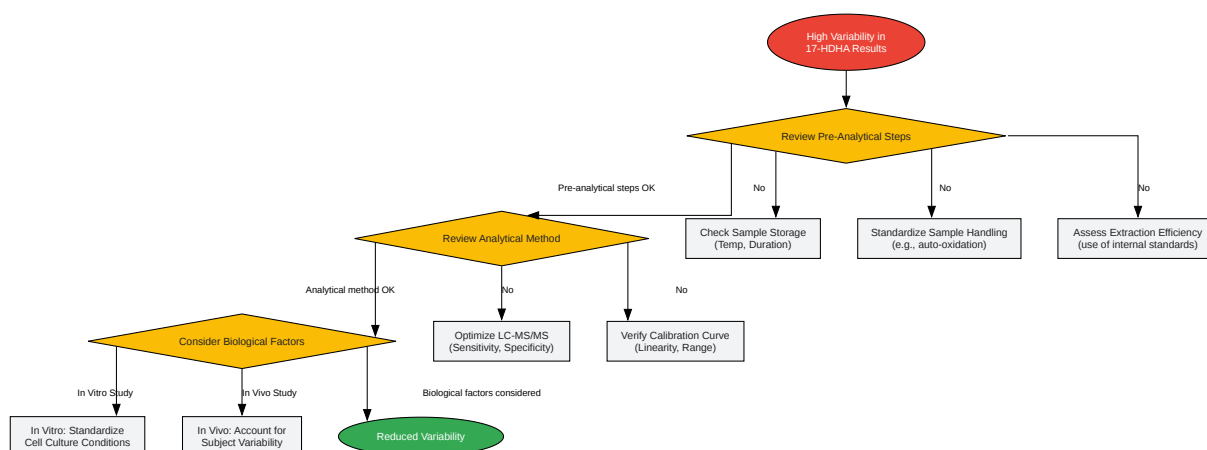 High Variability in
17-HDHA Results
Review Pre-Analytical Steps
Pre-analytical steps OK
No
No
No
Review Analytical Method
Check Sample Storage
(Temp, Duration)
Standardize Sample Handling
(e.g., auto-oxidation)
Assess Extraction Efficiency
(use of internal standards)
Analytical method OK
No
No
Consider Biological Factors
Optimize LC-MS/MS
(Sensitivity, Specificity)
Verify Calibration Curve
(Linearity, Range)
In Vitro Study
In Vivo Study
Biological factors considered
In Vitro: Standardize
Cell Culture Conditions
In Vivo: Account for
Subject Variability
Reduced Variability